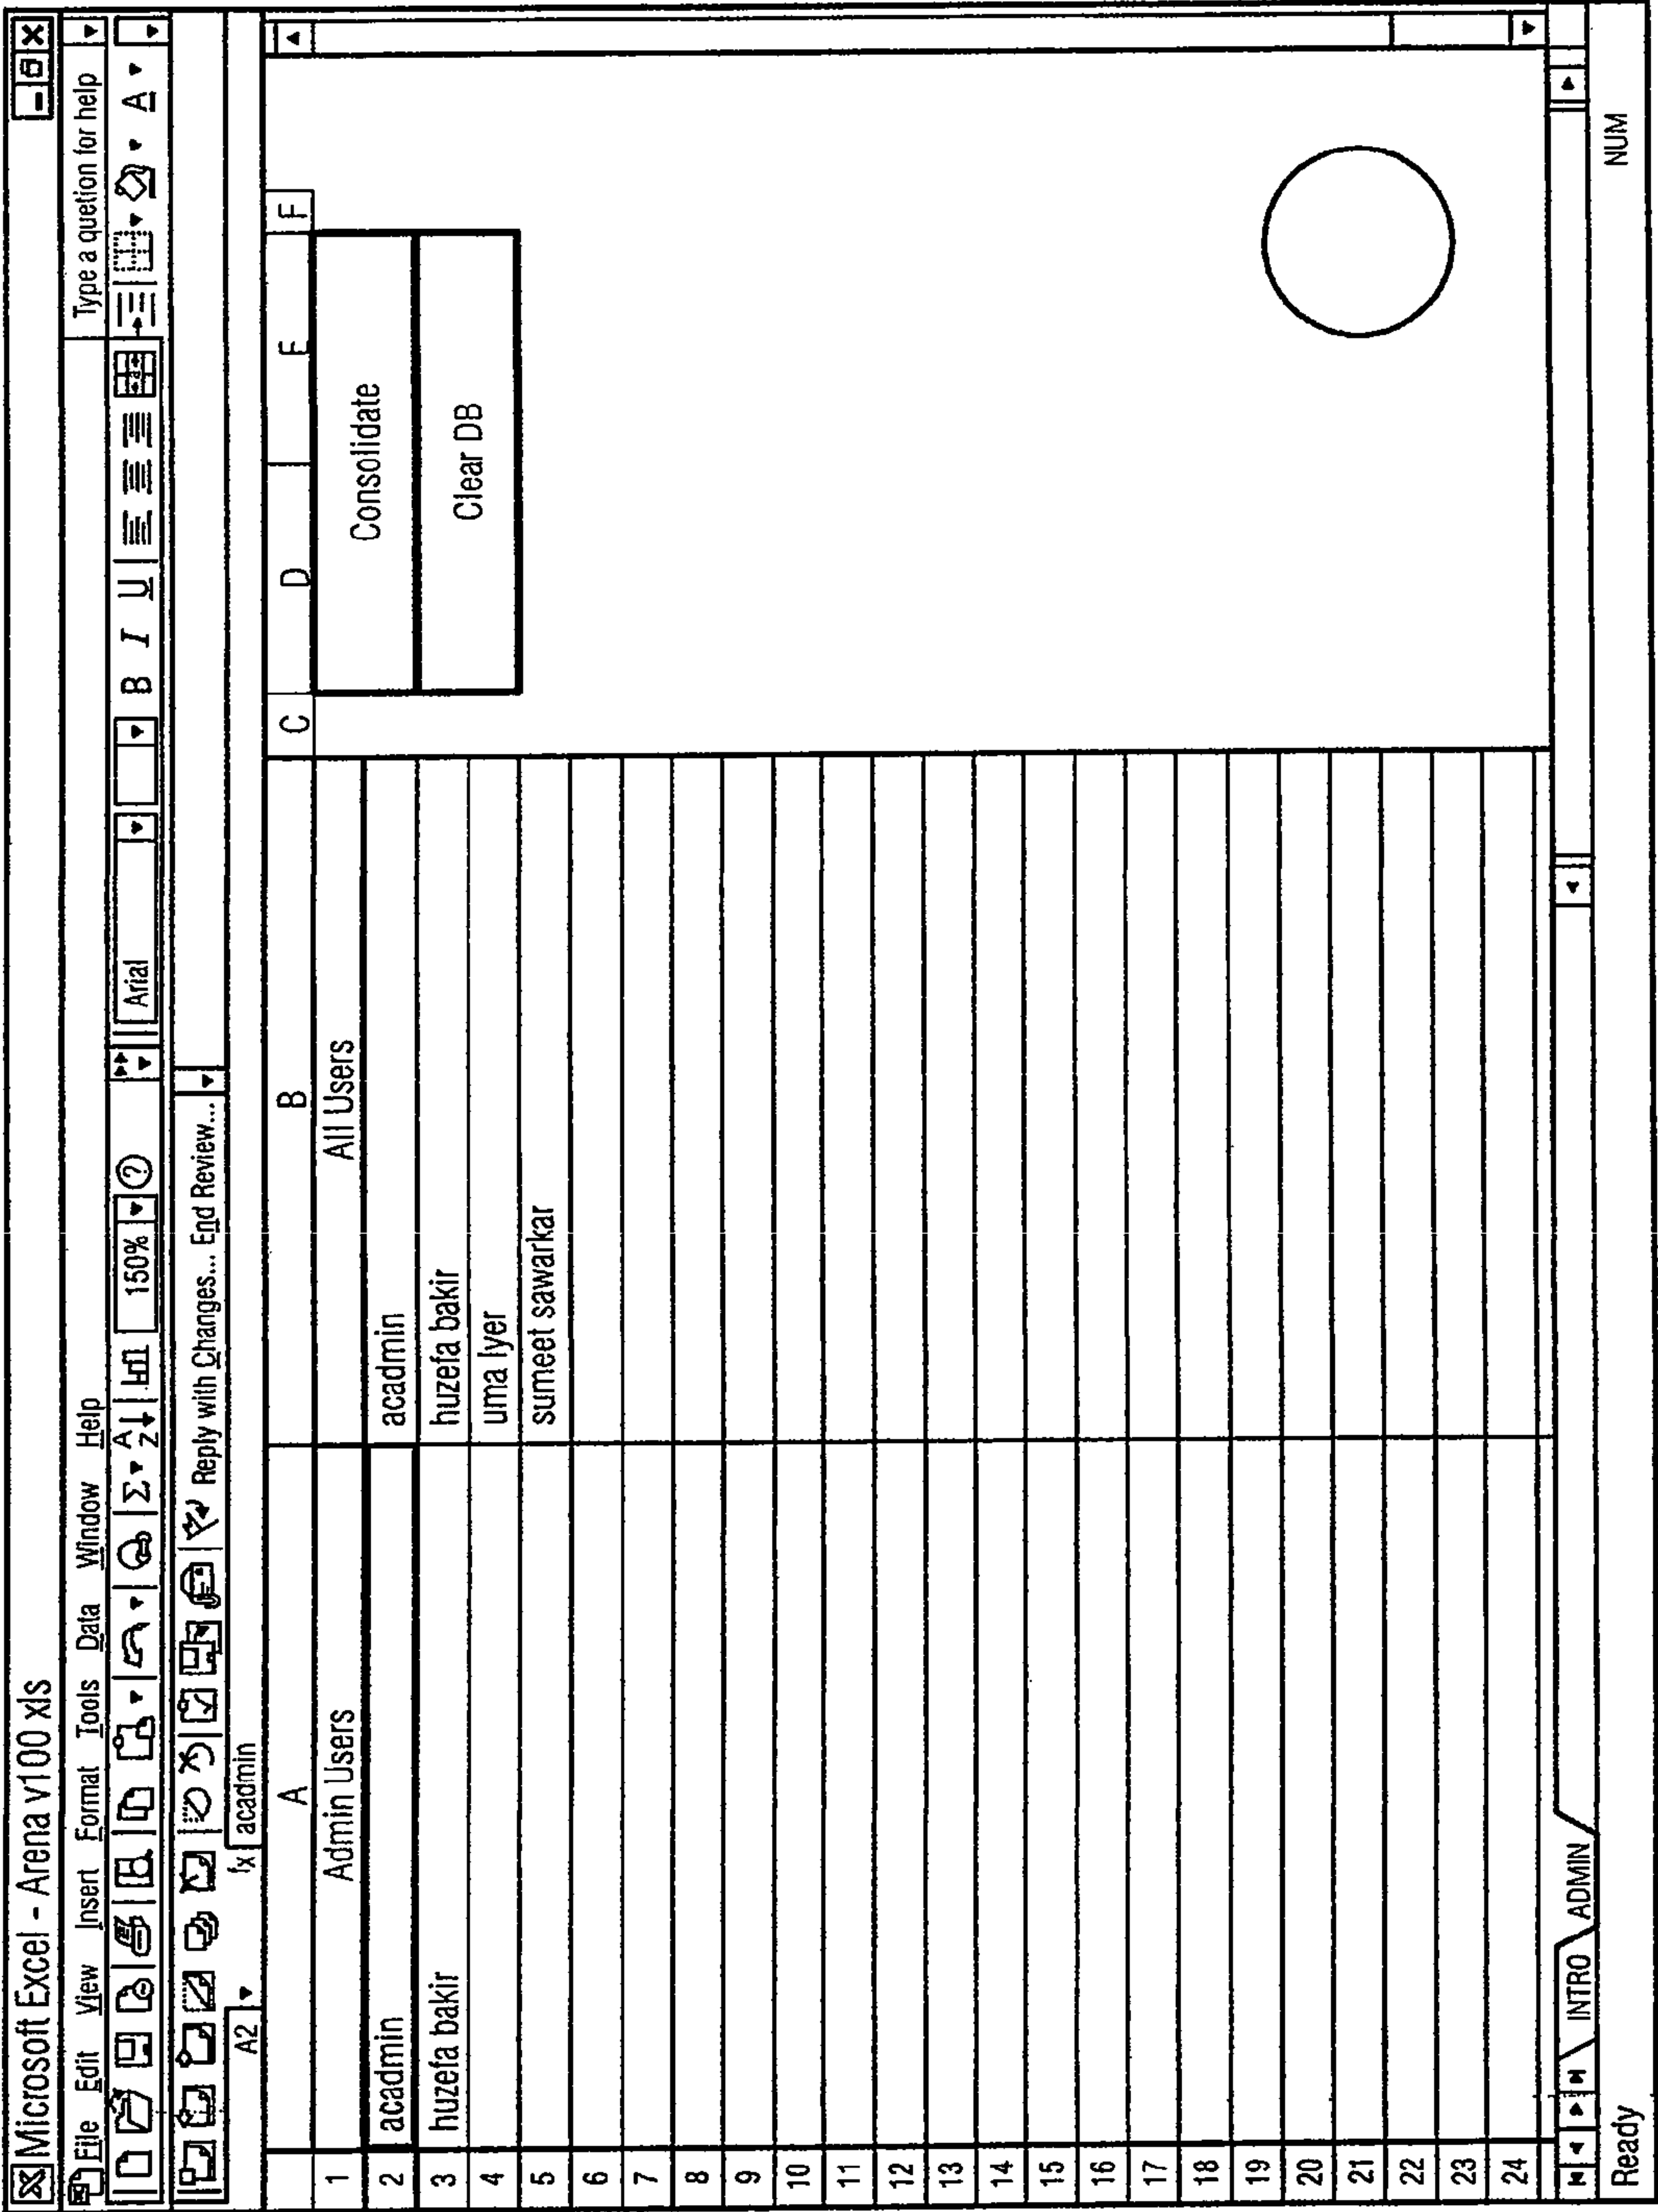 Microsoft Excel - Arena v100 xls
File Edit View Insert Format Tools Data Window Help Type a quetion for help
Σ A Z 150% ? Arial B I U A
Reply with Changes... End Review...
A2 fx acadmin
A B C D E F
1 Admin Users All Users Consolidate
2 acadmin acadmin
3 huzefa bakir huzefa bakir Clear DB
4 uma lyer
5 sumeet sawarkar
6
7
8
9
10
11
12
13
14
15
16
17
18
19
20
21
22
23
24
INTRO ADMIN
Ready NUM